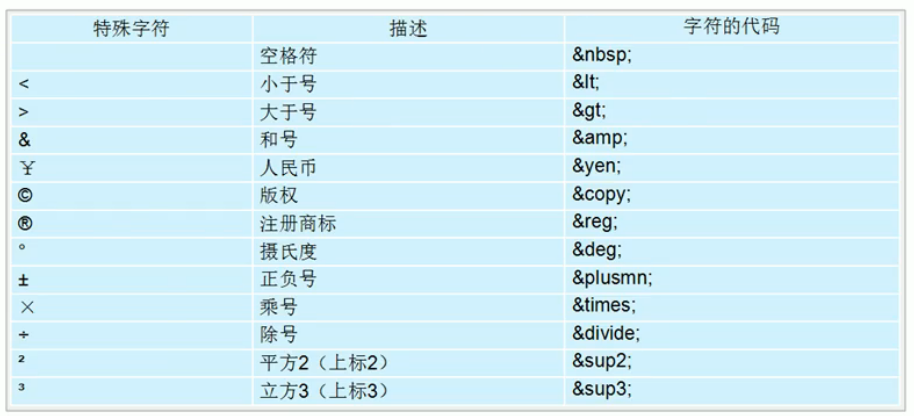 特殊字符 描述 字符的代码
空格符 &nbsp;
< 小于号 &lt;
> 大于号 &gt;
& 和号 &amp;
¥ 人民币 &yen;
© 版权 &copy;
® 注册商标 &reg;
° 摄氏度 &deg;
± 正负号 &plusmn;
× 乘号 &times;
÷ 除号 &divide;
² 平方2（上标2） &sup2;
³ 立方3（上标3） &sup3;